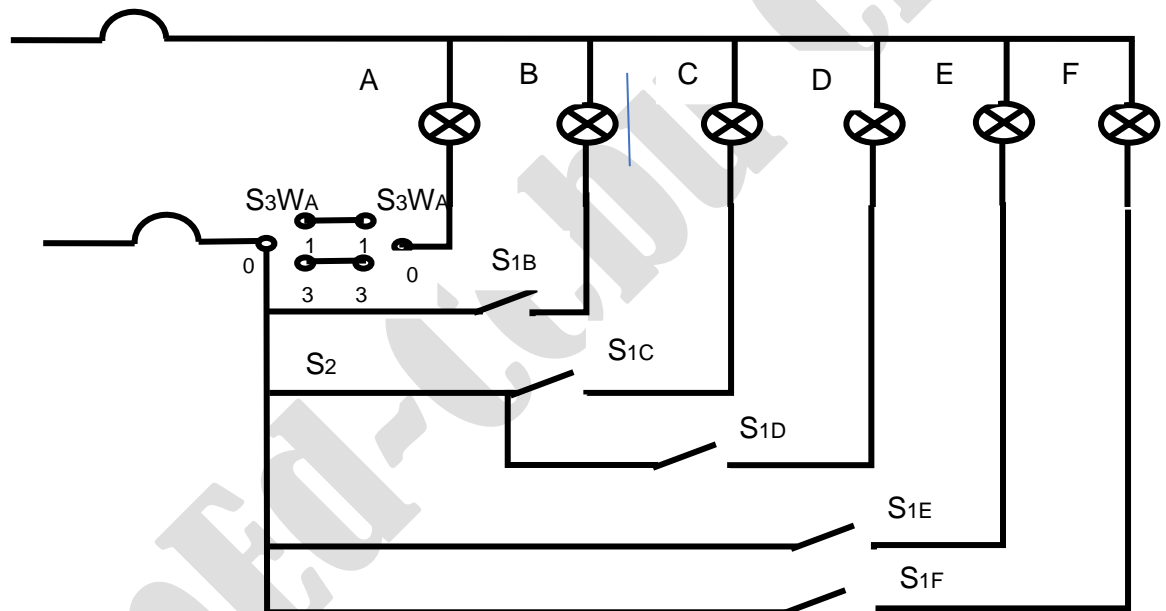 A B C D E F
S3WA S3WA
1 1
0 0
S1B
3 3
S2 S1C
S1D
S1E
S1F